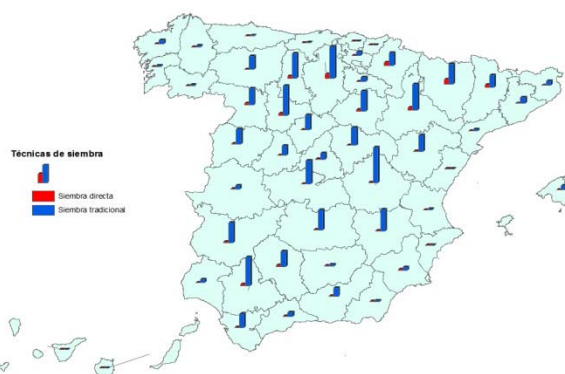 Técnicas de siembra
Siembra directa
Siembra tradicional